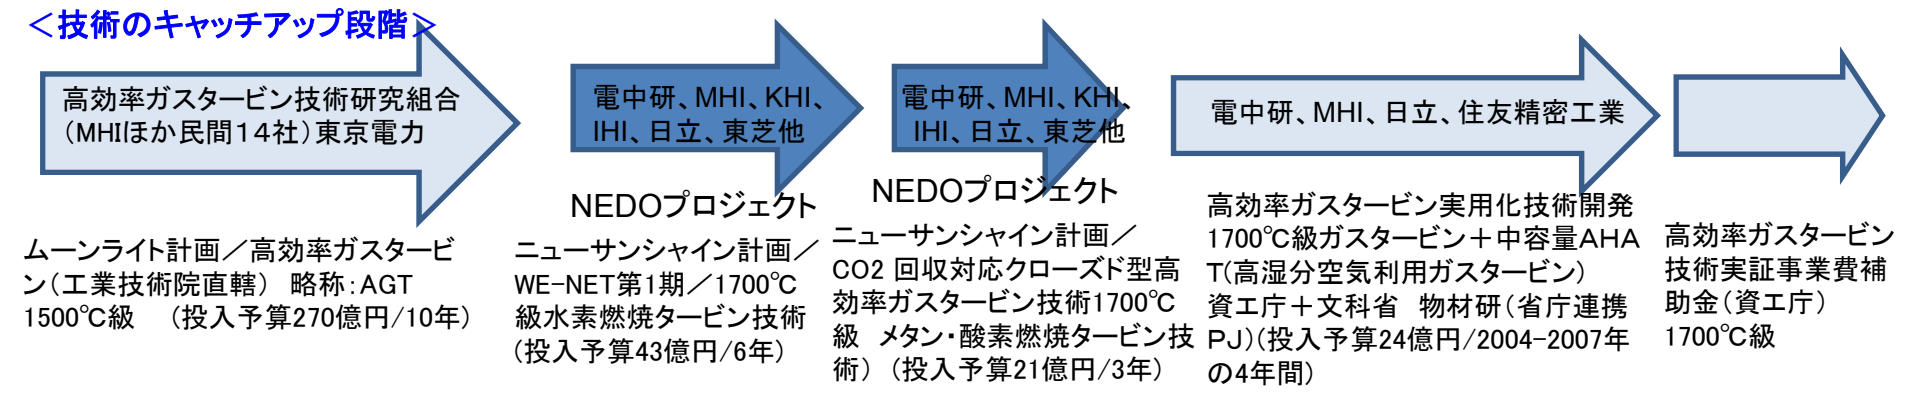 ＜技術のキャッチアップ段階＞
高効率ガスタービン技術研究組合
（MHIほか民間１４社）東京電力
ムーンライト計画／高効率ガスタービ
ン（工業技術院直轄） 略称：AGT
1500℃級 （投入予算270億円/10年）
電中研、MHI、KHI、
IHI、日立、東芝他
NEDOプロジェクト
ニューサンシャイン計画／
WE-NET第1期／1700℃
級水素燃焼タービン技術
（投入予算43億円/6年）
電中研、MHI、KHI、
IHI、日立、東芝他
NEDOプロジェクト
ニューサンシャイン計画／
CO2 回収対応クローズド型高
効率ガスタービン技術1700℃
級 メタン・酸素燃焼タービン技
術） （投入予算21億円/3年）
電中研、MHI、日立、住友精密工業
高効率ガスタービン実用化技術開発
1700℃級ガスタービン＋中容量AHA
T（高湿分空気利用ガスタービン）
資エ庁＋文科省 物材研（省庁連携
PJ）（投入予算24億円/2004-2007年
の4年間）
高効率ガスタービン
技術実証事業費補
助金（資エ庁）
1700℃級